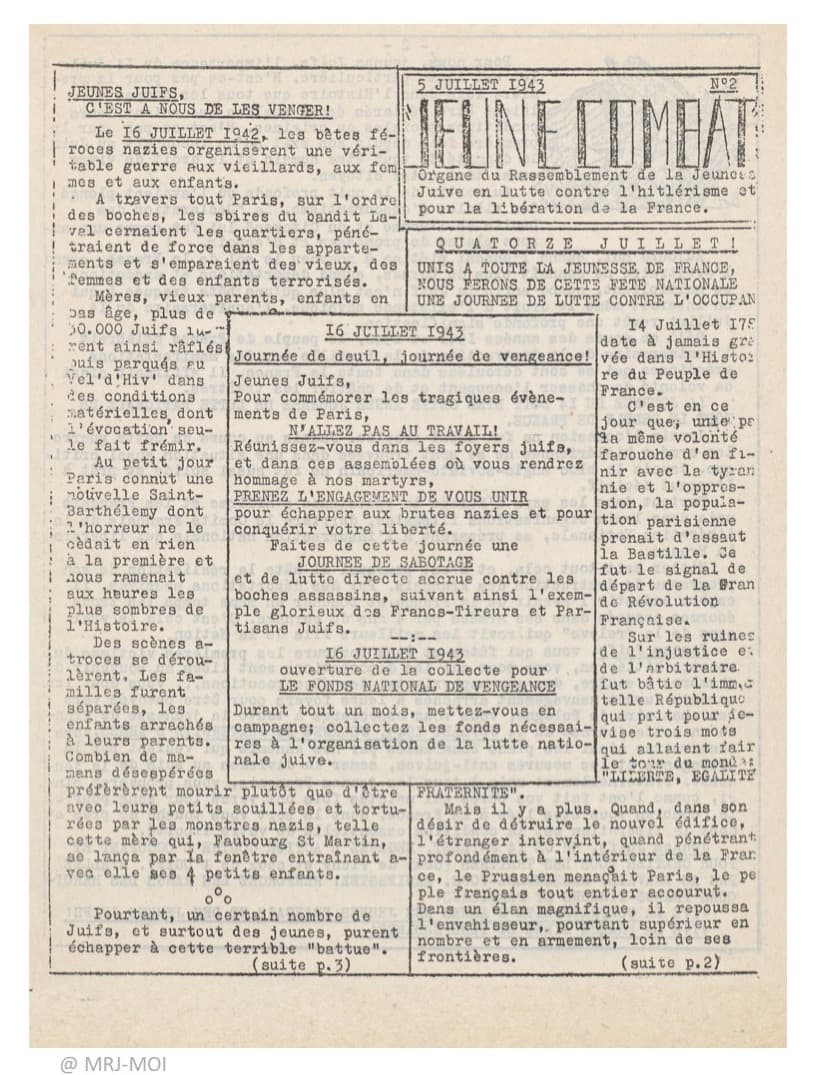 JEUNES JUIFS,
C'EST A NOUS DE LES VENGER!
Le I6 JUILLET I942, les bêtes fé-
roces nazies organisèrent une véri-
table guerre aux vieillards, aux fem
mes et aux enfants.
A travers tout Paris, sur l'ordre
des boches, les sbires du bandit La-
val cernaient les quartiers, péné-
traient de force dans les apparte-
ments et s'emparaient des vieux, des
femmes et des enfants terrorisés.
Mères, vieux parents, enfants en
bas âge, plus de
30.000 Juifs fu-
rent ainsi râflés
puis parqués au
Vel'd'Hiv' dans
des conditions
matérielles dont
l'évocation seu-
le fait frémir.
Au petit jour
Paris connut une
nouvelle Saint-
Barthélemy dont
l'horreur ne le
cédait en rien
à la première et
nous ramenait
aux heures les
plus sombres de
l'Histoire.
Des scènes a-
troces se dérou-
lèrent. Les fa-
milles furent
séparées, les
enfants arrachés
à leurs parents.
Combien de ma-
mans désespérées
préférèrent mourir plutôt que d'être
avec leurs petits souillées et tortu-
rées par les monstres nazis, telle
cette mère qui, Faubourg St Martin,
se lança par la fenêtre entraînant a-
vec elle ses 4 petits enfants.
o
o o
Pourtant, un certain nombre de
Juifs, et surtout des jeunes, purent
échapper à cette terrible "battue".
(suite p.3)
5 JUILLET I943 N°2
JEUNE COMBAT
Organe du Rassemblement de la Jeunesse
Juive en lutte contre l'hitlérisme et
pour la libération de la France.
QUATORZE JUILLET!
UNIS A TOUTE LA JEUNESSE DE FRANCE,
NOUS FERONS DE CETTE FETE NATIONALE
UNE JOURNEE DE LUTTE CONTRE L'OCCUPAN
I6 JUILLET I943
Journée de deuil, journée de vengeance!
Jeunes Juifs,
Pour commémorer les tragiques évène-
ments de Paris,
N'ALLEZ PAS AU TRAVAIL!
Réunissez-vous dans les foyers juifs,
et dans ces assemblées où vous rendrez
hommage à nos martyrs,
PRENEZ L'ENGAGEMENT DE VOUS UNIR
pour échapper aux brutes nazies et pour
conquérir votre liberté.
Faites de cette journée une
JOURNEE DE SABOTAGE
et de lutte directe accrue contre les
boches assassins, suivant ainsi l'exem-
ple glorieux des Francs-Tireurs et Par-
tisans Juifs.
--:--
I6 JUILLET I943
ouverture de la collecte pour
LE FONDS NATIONAL DE VENGEANCE
Durant tout un mois, mettez-vous en
campagne; collectez les fonds nécessai-
res à l'organisation de la lutte natio-
nale juive.
I4 Juillet I78
date à jamais gra
vée dans l'Histoi
re du Peuple de
France.
C'est en ce
jour que, unie pa
la même volonté
farouche d'en fi-
nir avec la tyran
nie et l'oppres-
sion, la popula-
tion parisienne
prenait d'assaut
la Bastille. Ce
fut le signal de
départ de la Gran
de Révolution
Française.
Sur les ruines
de l'injustice et
de l'arbitraire
fut bâtie l'immor
telle République
qui prit pour de-
vise trois mots
qui allaient fair
le tour du monde:
"LIBERTE, EGALITE
FRATERNITE".
Mais il y a plus. Quand, dans son
désir de détruire le nouvel édifice,
l'étranger intervint, quand pénétrant
profondément à l'intérieur de la Fran
ce, le Prussien menaçait Paris, le pe
ple français tout entier accourut.
Dans un élan magnifique, il repoussa
l'envahisseur, pourtant supérieur en
nombre et en armement, loin de ses
frontières.
(suite p.2)
@ MRJ-MOI